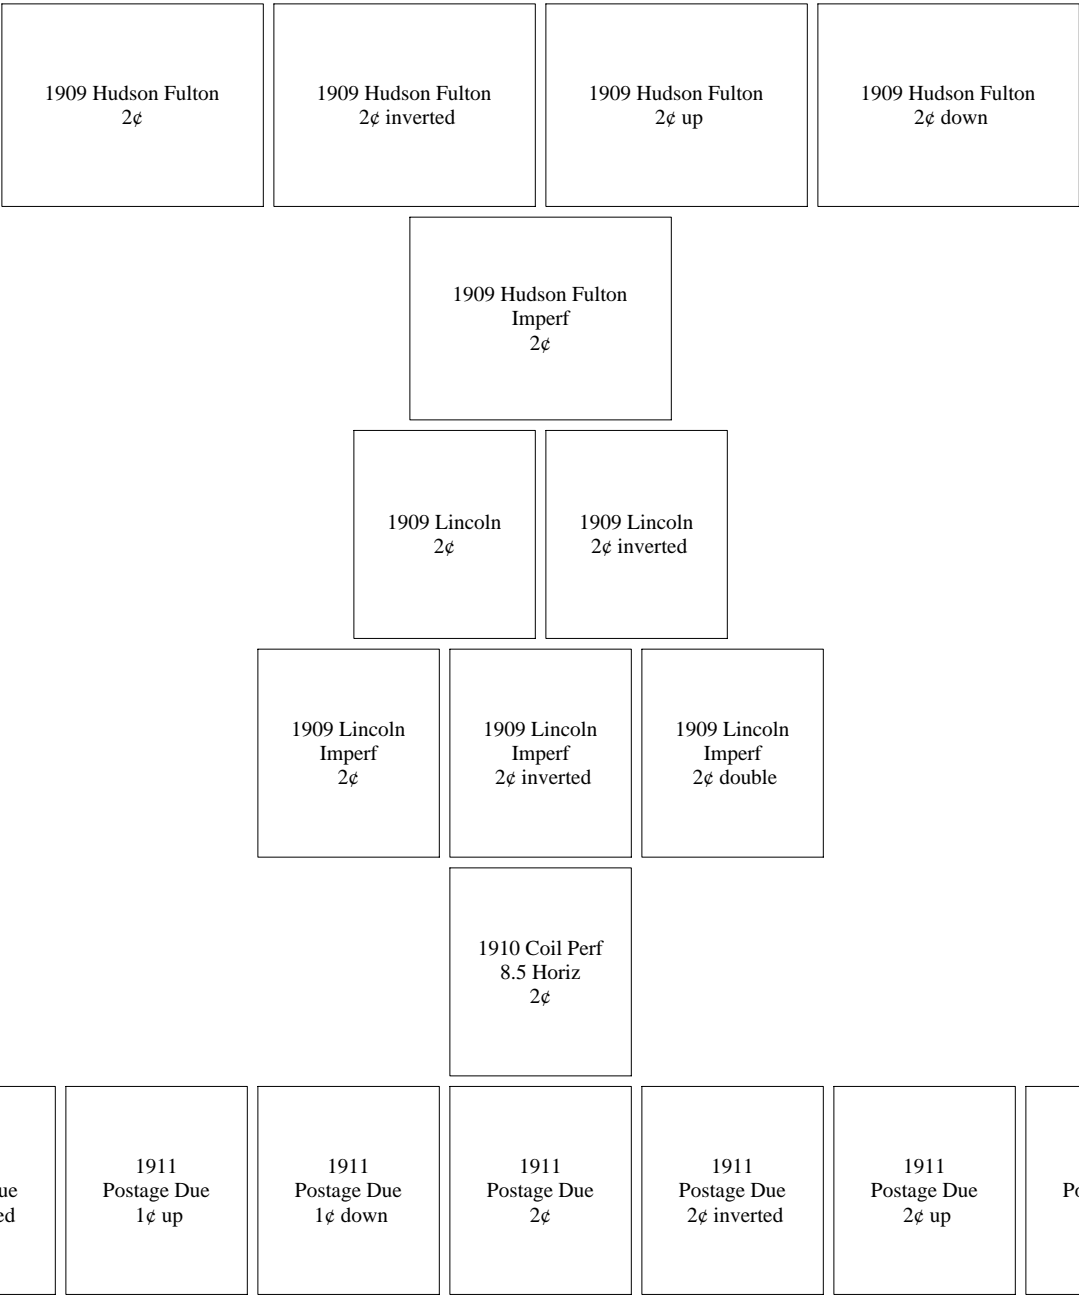 1909 Hudson Fulton
2¢
1909 Hudson Fulton
2¢ inverted
1909 Hudson Fulton
2¢ up
1909 Hudson Fulton
2¢ down
1909 Hudson Fulton
Imperf
2¢
1909 Lincoln
2¢
1909 Lincoln
2¢ inverted
1909 Lincoln
Imperf
2¢
1909 Lincoln
Imperf
2¢ inverted
1909 Lincoln
Imperf
2¢ double
1910 Coil Perf
8.5 Horiz
2¢
1911
Postage Due
1¢ up
1911
Postage Due
1¢ down
1911
Postage Due
2¢
1911
Postage Due
2¢ inverted
1911
Postage Due
2¢ up